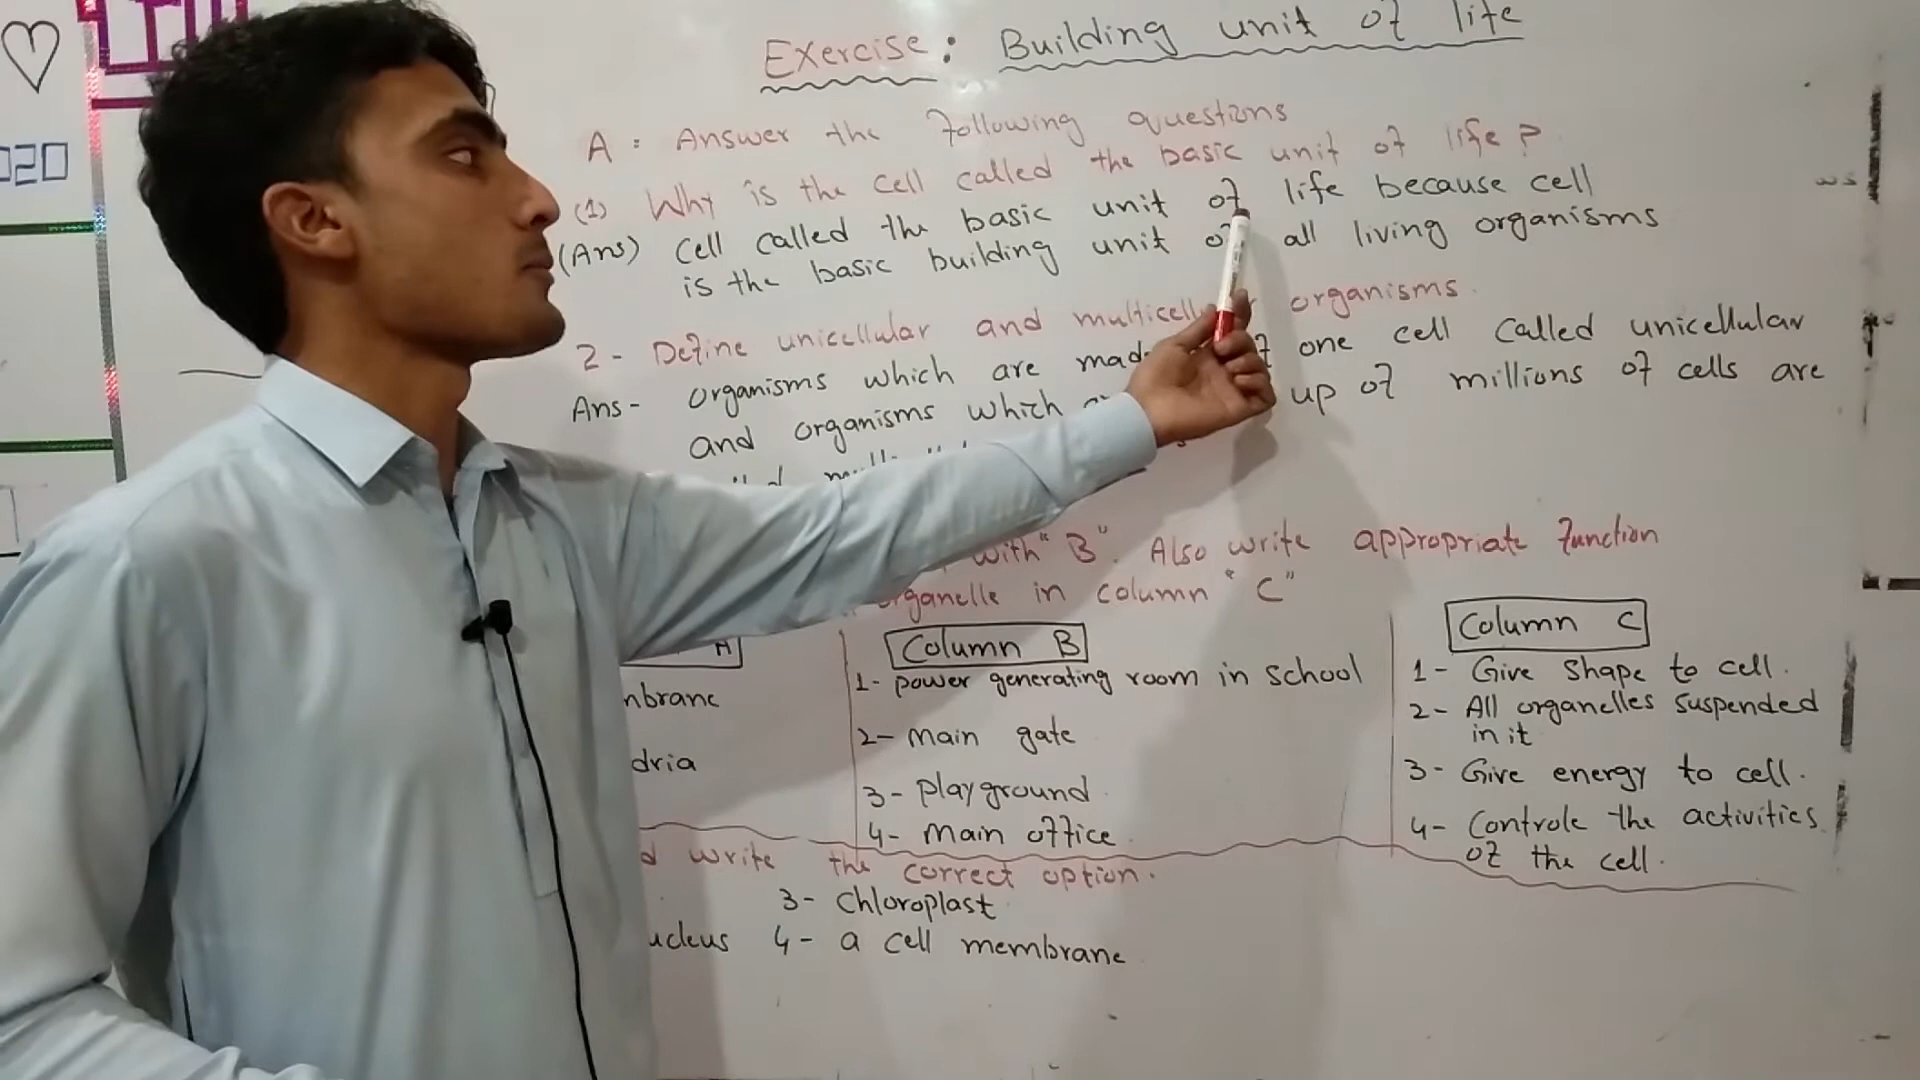 020
Exercise: Building unit of life
A: Answer the following questions
(1) Why is the cell called the basic unit of life?
(Ans) Cell called the basic unit of life because cell
is the basic building unit of all living organisms
2- Define unicellular and organisms.
Ans- organisms which are one cell called unicellular
and organisms which up of millions of cells are
with "B". Also write appropriate function
in column "C"
A
Column B
Column C
1- power generating room in school
1- Give shape to cell.
2- Main gate
2- All organelles suspended
in it
3- Playground
3- Give energy to cell.
4- Main office
4- Controle the activities
of the cell.
write the correct option.
3- Chloroplast
4- a cell membrane